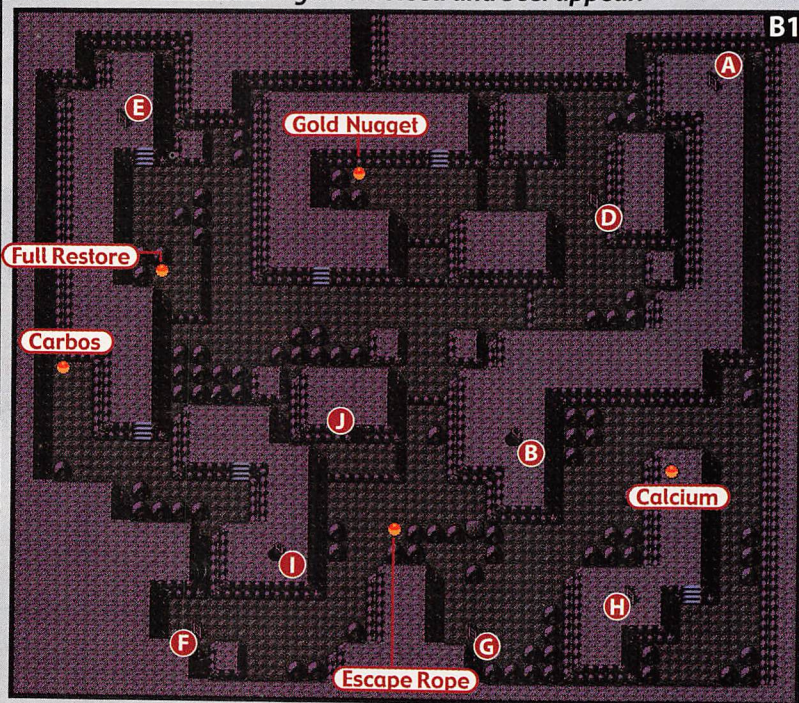 B1
A
E
Gold Nugget
D
Full Restore
Carbos
J
B
Calcium
I
H
F
G
Escape Rope